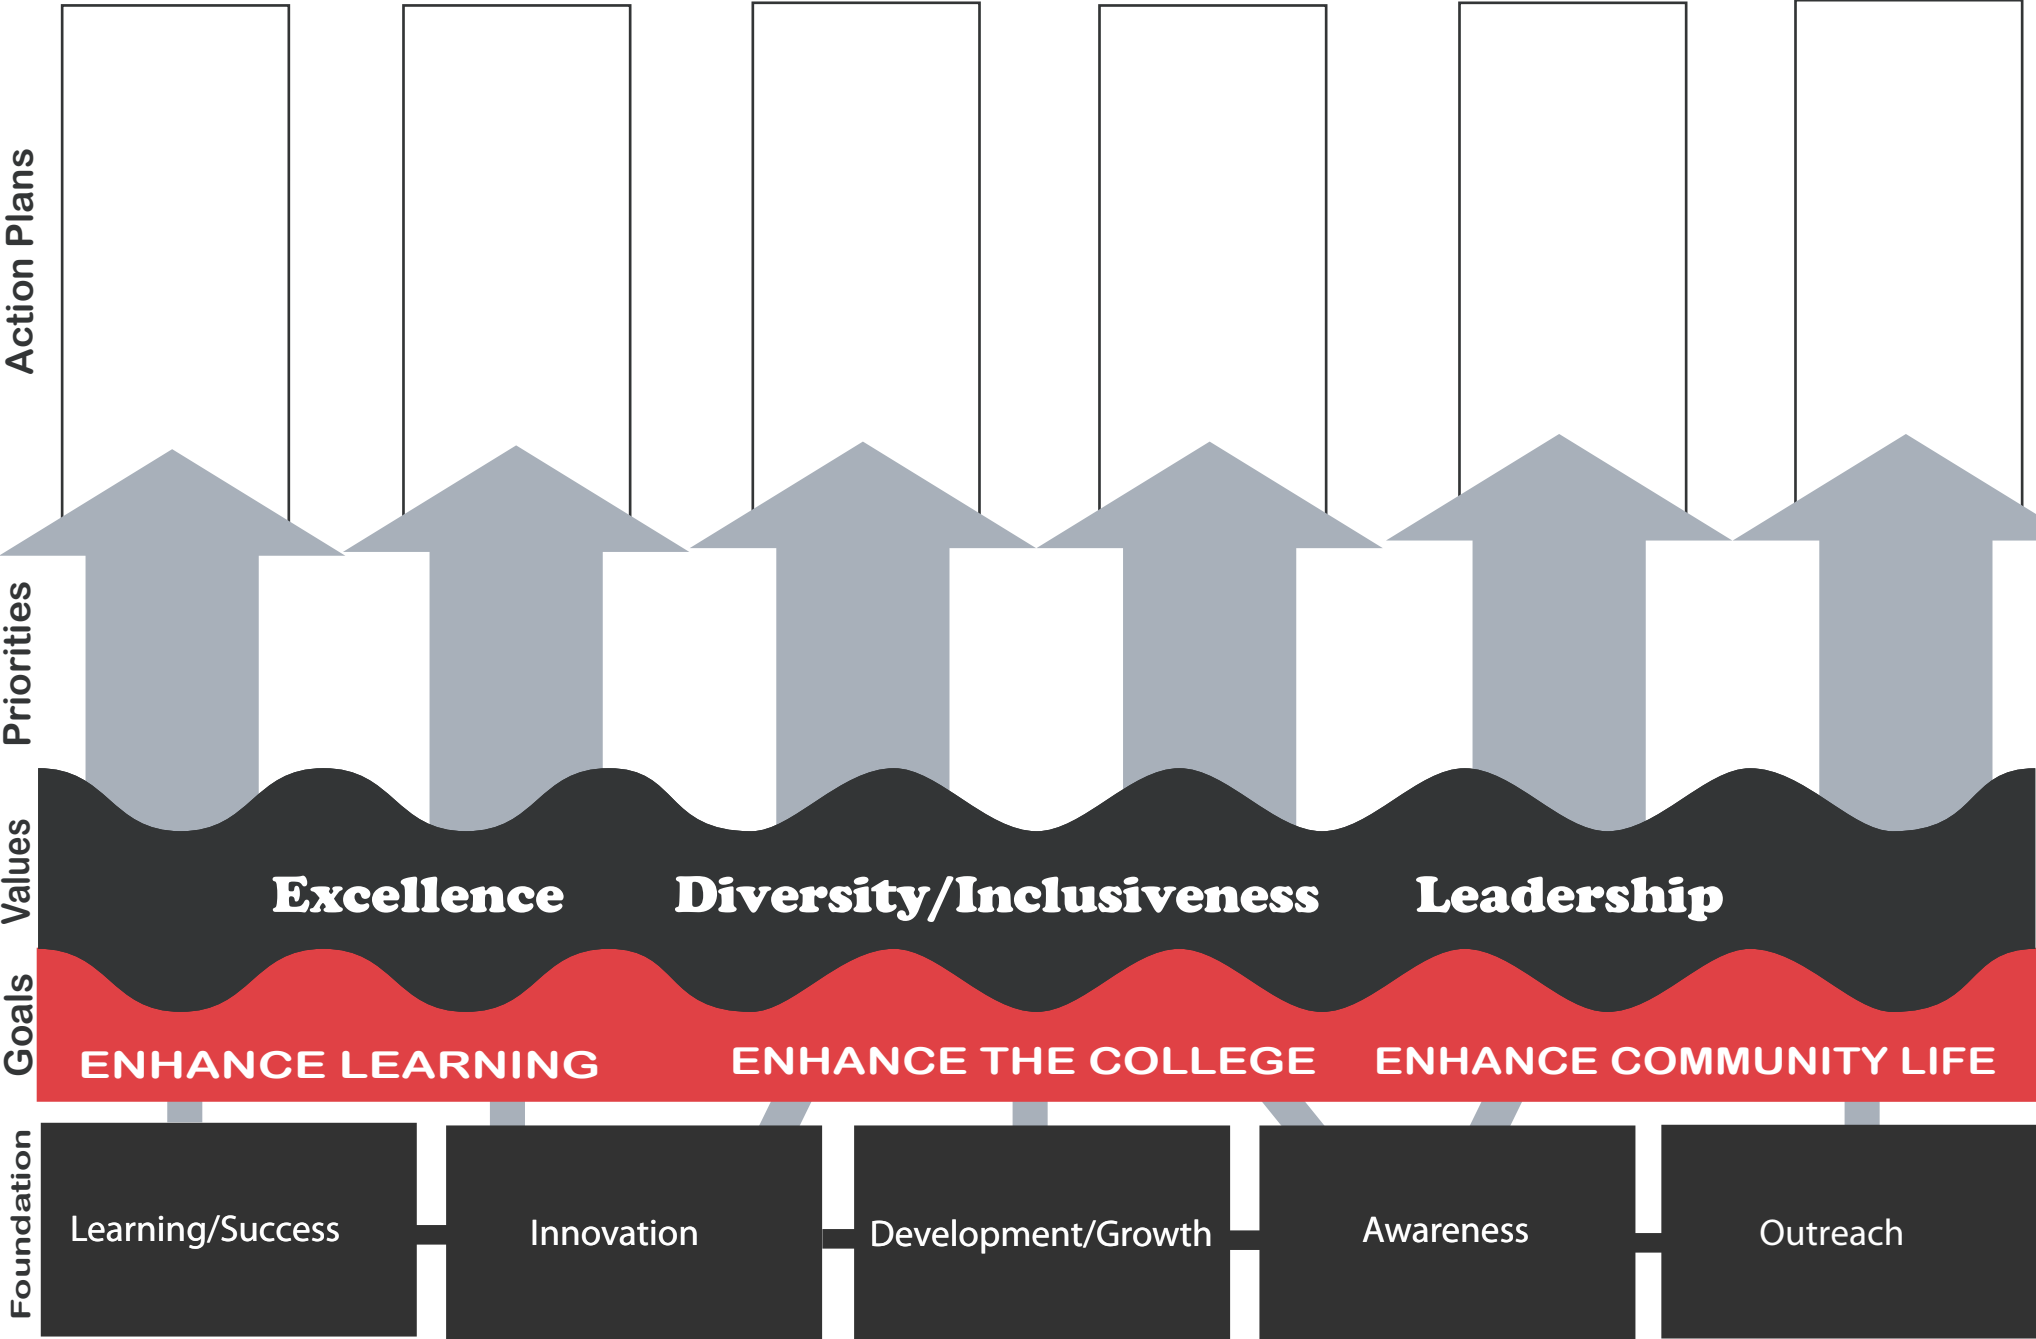 Action Plans
Priorities
Values
Excellence Diversity/Inclusiveness Leadership
Goals
ENHANCE LEARNING ENHANCE THE COLLEGE ENHANCE COMMUNITY LIFE
Foundation
Learning/Success Innovation Development/Growth Awareness Outreach